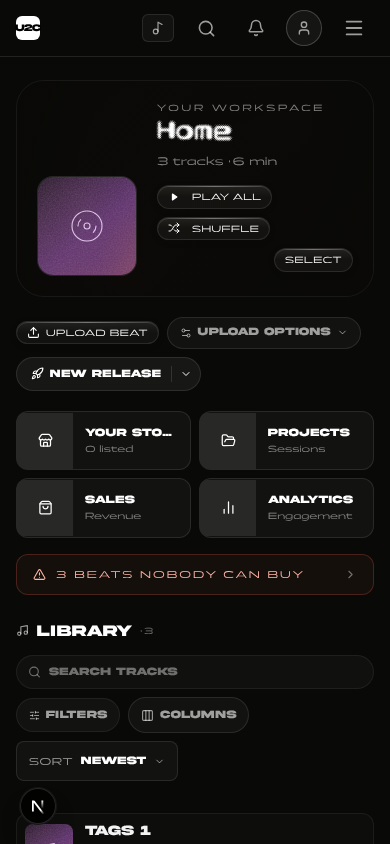 U2C
YOUR WORKSPACE
Home
3 tracks · 6 min
PLAY ALL
SHUFFLE
SELECT
UPLOAD BEAT
UPLOAD OPTIONS
NEW RELEASE
YOUR STO...
0 listed
PROJECTS
Sessions
SALES
Revenue
ANALYTICS
Engagement
3 BEATS NOBODY CAN BUY
LIBRARY ·3
SEARCH TRACKS
FILTERS
COLUMNS
SORT NEWEST
N
TAGS 1